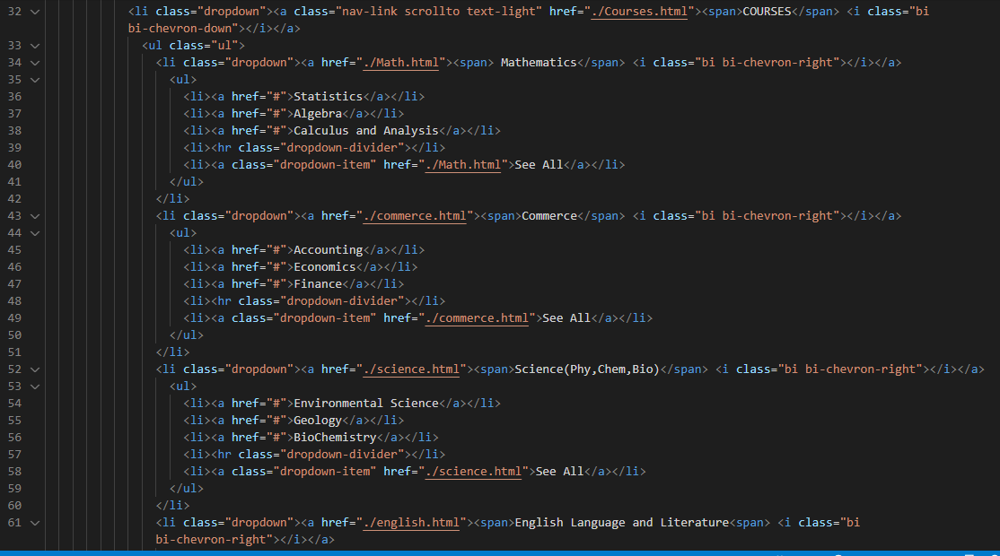 32 <li class="dropdown"><a class="nav-link scrollto text-light" href="./Courses.html"><span>COURSES</span> <i class="bi
bi-chevron-down"></i></a>
33 <ul class="ul">
34 <li class="dropdown"><a href="./Math.html"><span> Mathematics</span> <i class="bi bi-chevron-right"></i></a>
35 <ul>
36 <li><a href="#">Statistics</a></li>
37 <li><a href="#">Algebra</a></li>
38 <li><a href="#">Calculus and Analysis</a></li>
39 <li><hr class="dropdown-divider"></li>
40 <li><a class="dropdown-item" href="./Math.html">See All</a></li>
41 </ul>
42 </li>
43 <li class="dropdown"><a href="./commerce.html"><span>Commerce</span> <i class="bi bi-chevron-right"></i></a>
44 <ul>
45 <li><a href="#">Accounting</a></li>
46 <li><a href="#">Economics</a></li>
47 <li><a href="#">Finance</a></li>
48 <li><hr class="dropdown-divider"></li>
49 <li><a class="dropdown-item" href="./commerce.html">See All</a></li>
50 </ul>
51 </li>
52 <li class="dropdown"><a href="./science.html"><span>Science(Phy,Chem,Bio)</span> <i class="bi bi-chevron-right"></i></a>
53 <ul>
54 <li><a href="#">Environmental Science</a></li>
55 <li><a href="#">Geology</a></li>
56 <li><a href="#">BioChemistry</a></li>
57 <li><hr class="dropdown-divider"></li>
58 <li><a class="dropdown-item" href="./science.html">See All</a></li>
59 </ul>
60 </li>
61 <li class="dropdown"><a href="./english.html"><span>English Language and Literature<span> <i class="bi
bi-chevron-right"></i></a>